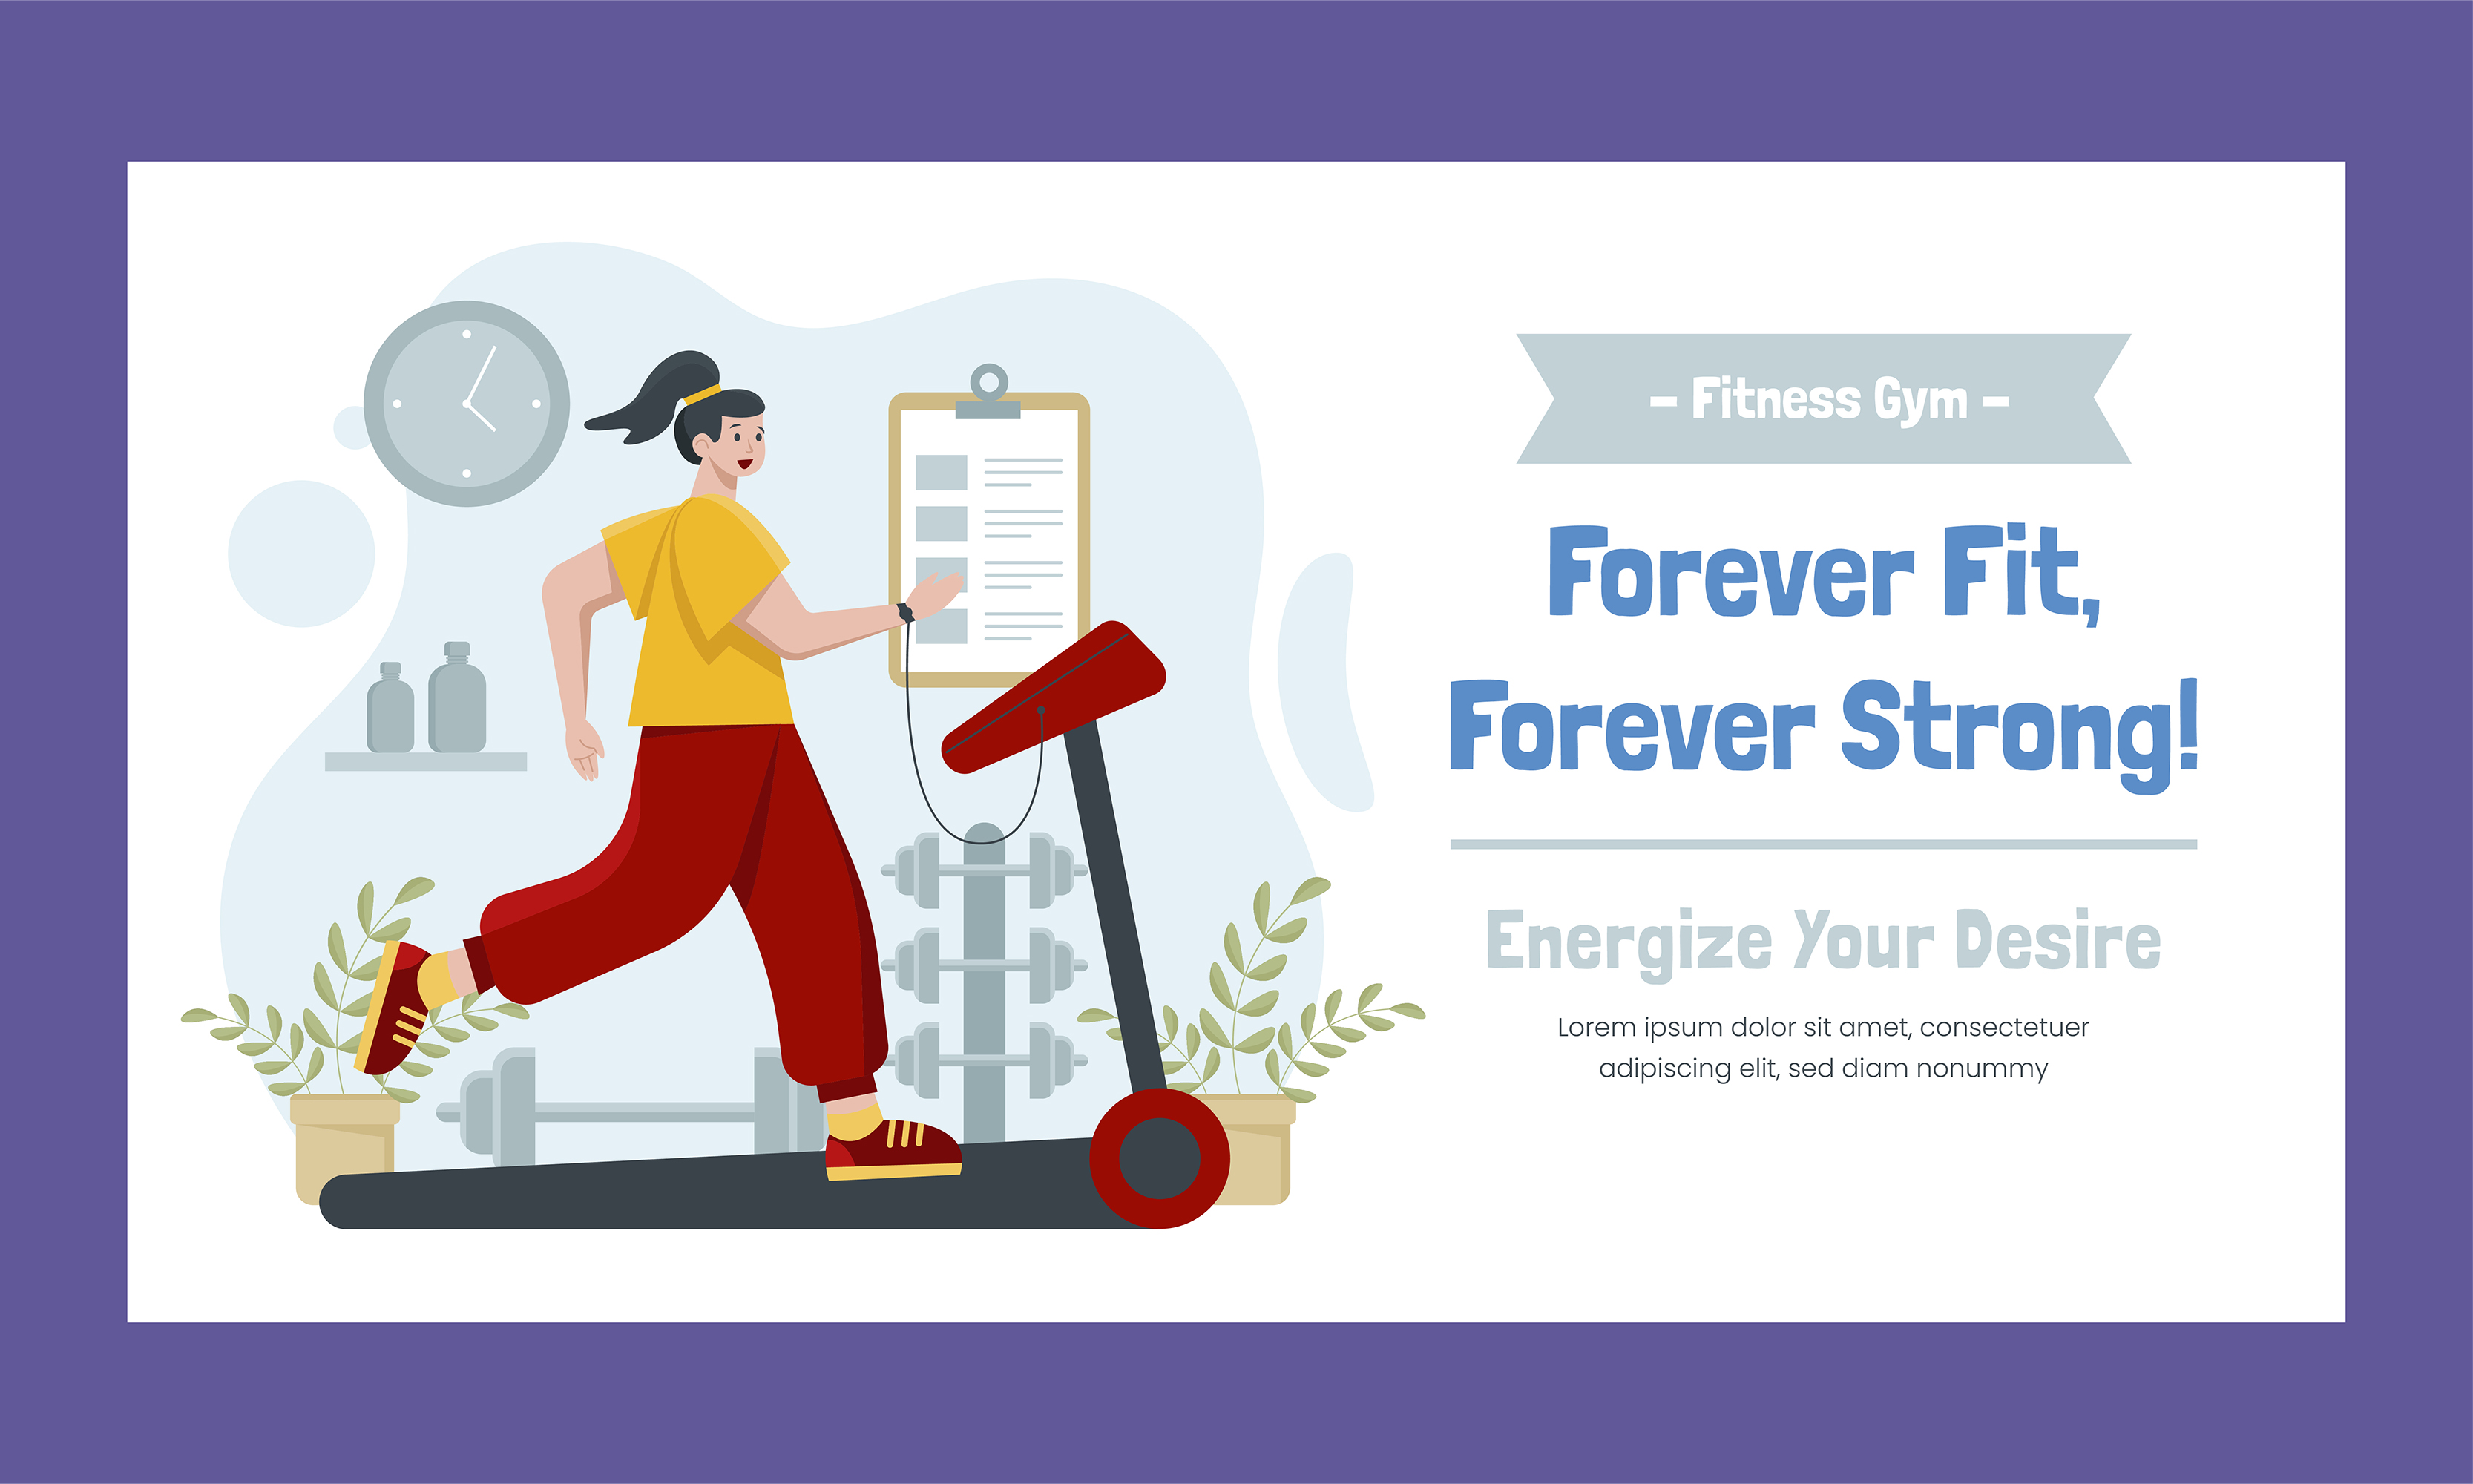 – Fitness Gym –
Forever Fit,
Forever Strong!
Energize Your Desire
Lorem ipsum dolor sit amet, consectetuer
adipiscing elit, sed diam nonummy